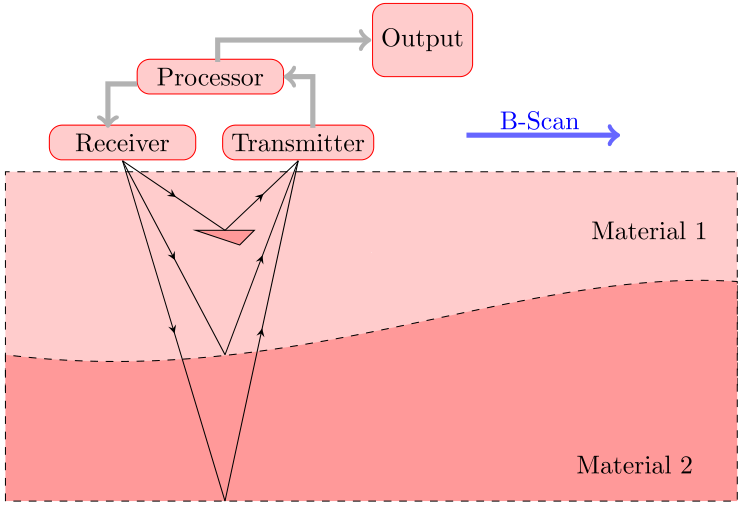 Output
Processor
B-Scan
Receiver
Transmitter
Material 1
Material 2